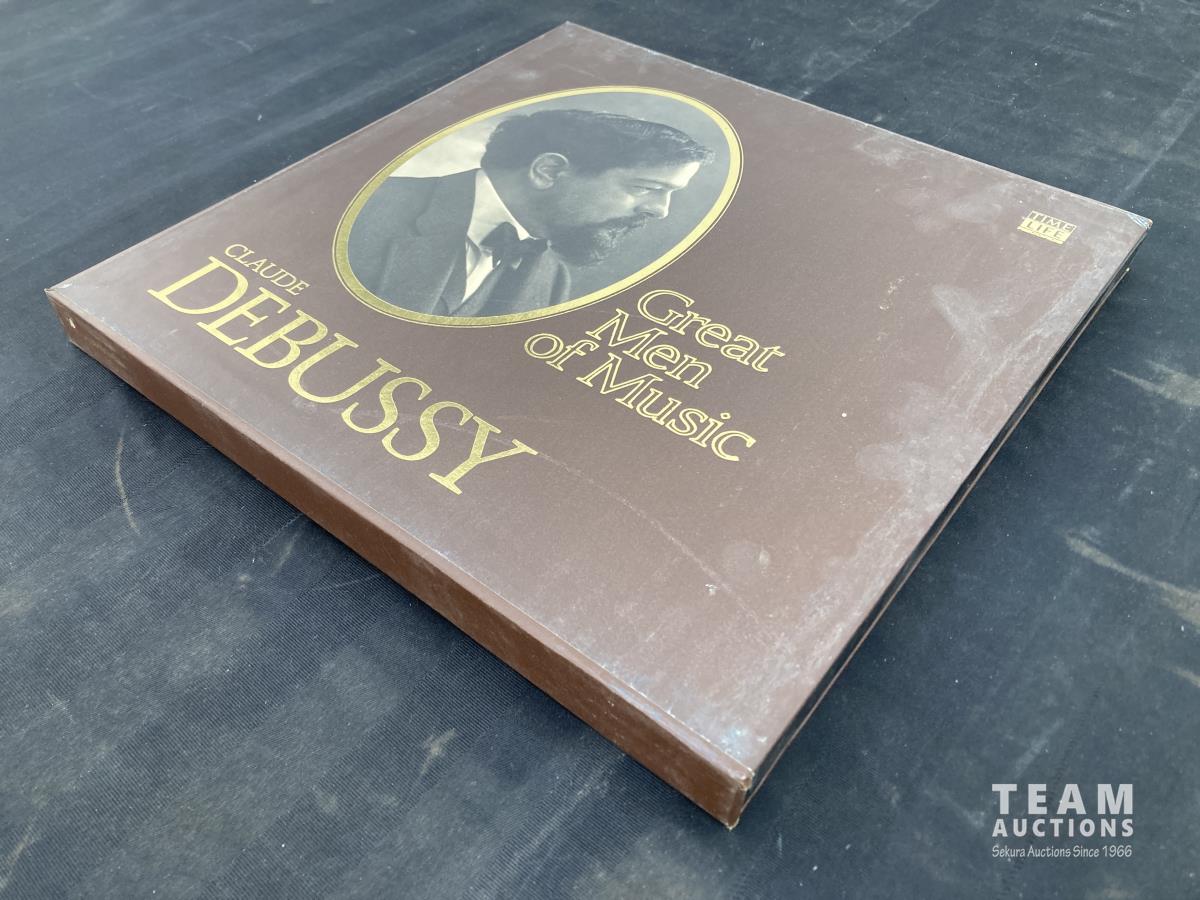 CLAUDE
DEBUSSY
Great
Men
of Music
TIME
LIFE
TEAM
AUCTIONS
Sekura Auctions Since 1966